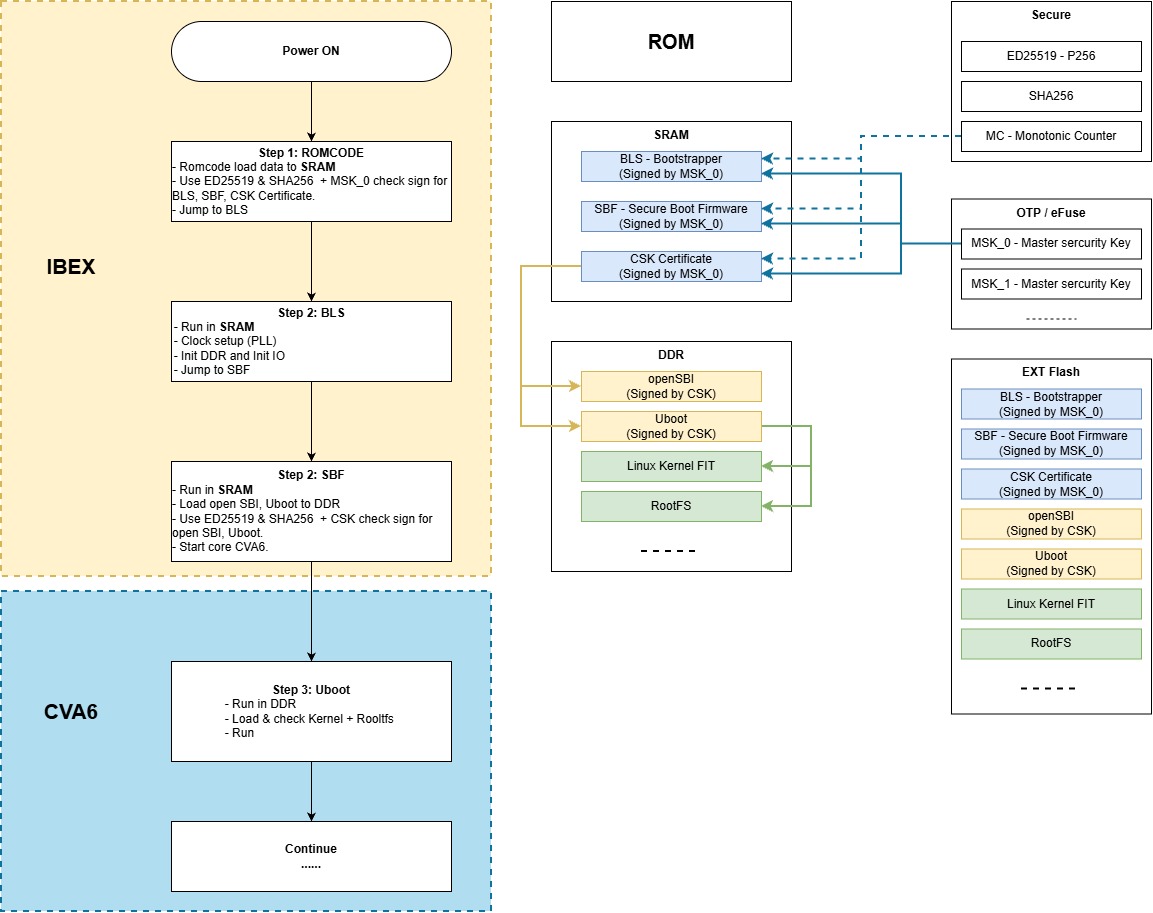 IBEX
Power ON
Step 1: ROMCODE
- Romcode load data to SRAM
- Use ED25519 & SHA256 + MSK_0 check sign for
BLS, SBF, CSK Certificate.
- Jump to BLS
Step 2: BLS
- Run in SRAM
- Clock setup (PLL)
- Init DDR and Init IO
- Jump to SBF
Step 2: SBF
- Run in SRAM
- Load open SBI, Uboot to DDR
- Use ED25519 & SHA256 + CSK check sign for
open SBI, Uboot.
- Start core CVA6.
CVA6
Step 3: Uboot
- Run in DDR
- Load & check Kernel + Rooltfs
- Run
Continue
......
ROM
SRAM
BLS - Bootstrapper
(Signed by MSK_0)
SBF - Secure Boot Firmware
(Signed by MSK_0)
CSK Certificate
(Signed by MSK_0)
DDR
openSBI
(Signed by CSK)
Uboot
(Signed by CSK)
Linux Kernel FIT
RootFS
Secure
ED25519 - P256
SHA256
MC - Monotonic Counter
OTP / eFuse
MSK_0 - Master sercurity Key
MSK_1 - Master sercurity Key
EXT Flash
BLS - Bootstrapper
(Signed by MSK_0)
SBF - Secure Boot Firmware
(Signed by MSK_0)
CSK Certificate
(Signed by MSK_0)
openSBI
(Signed by CSK)
Uboot
(Signed by CSK)
Linux Kernel FIT
RootFS